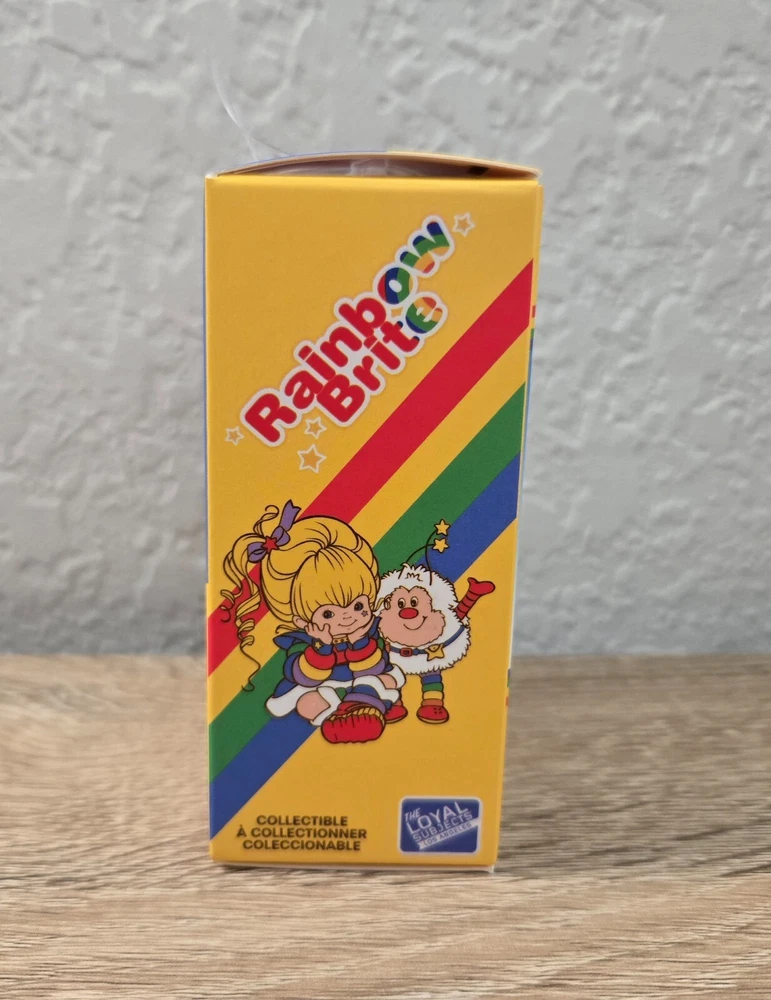 Rainbow
Brite
COLLECTIBLE
À COLLECTIONNER
COLECCIONABLE
THE
LOYAL
SUBJECTS
LOS ANGELES